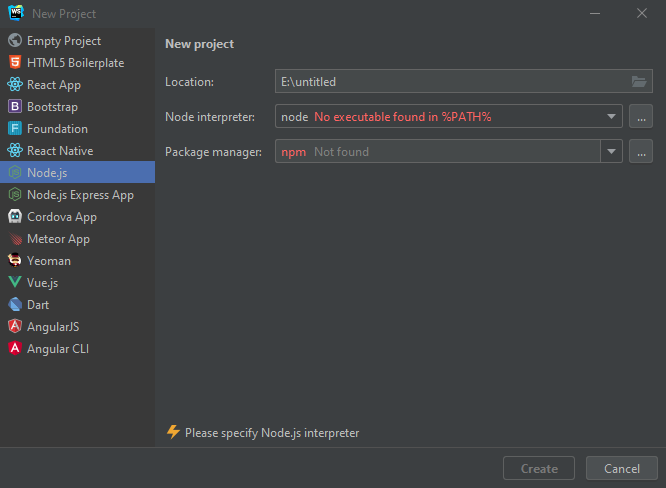 WS New Project
Empty Project
HTML5 Boilerplate
React App
B Bootstrap
F Foundation
React Native
Node.js
Node.js Express App
Cordova App
Meteor App
Yeoman
Vue.js
Dart
AngularJS
Angular CLI
New project
Location: E:\untitled
Node interpreter: node No executable found in %PATH% ...
Package manager: npm Not found ...
Please specify Node.js interpreter
Create Cancel